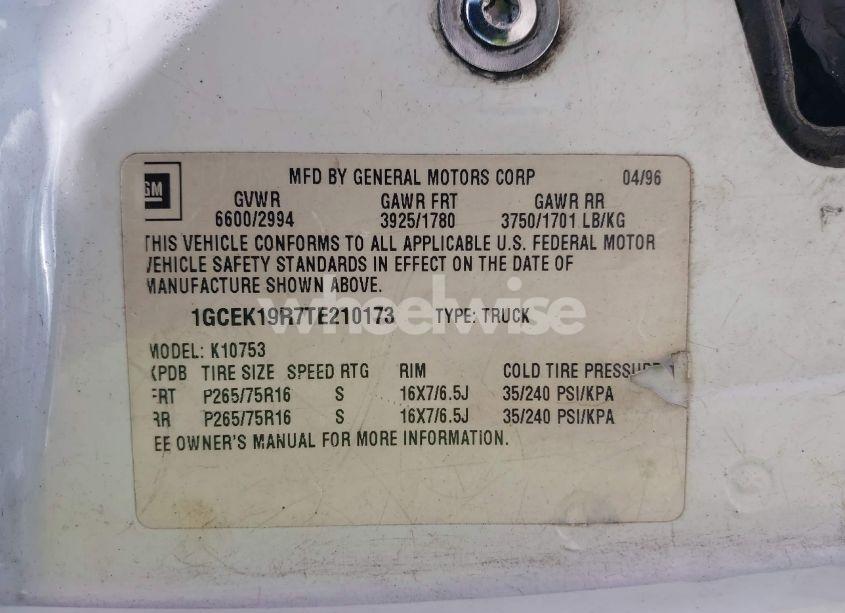 GM
MFD BY GENERAL MOTORS CORP 04/96
GVWR GAWR FRT GAWR RR
6600/2994 3925/1780 3750/1701 LB/KG
THIS VEHICLE CONFORMS TO ALL APPLICABLE U.S. FEDERAL MOTOR
VEHICLE SAFETY STANDARDS IN EFFECT ON THE DATE OF
MANUFACTURE SHOWN ABOVE.
1GCEK19R7TE210173 TYPE: TRUCK
wheelwise
MODEL: K10753
KPDB TIRE SIZE SPEED RTG RIM COLD TIRE PRESSURE
FRT P265/75R16 S 16X7/6.5J 35/240 PSI/KPA
RR P265/75R16 S 16X7/6.5J 35/240 PSI/KPA
EE OWNER'S MANUAL FOR MORE INFORMATION.